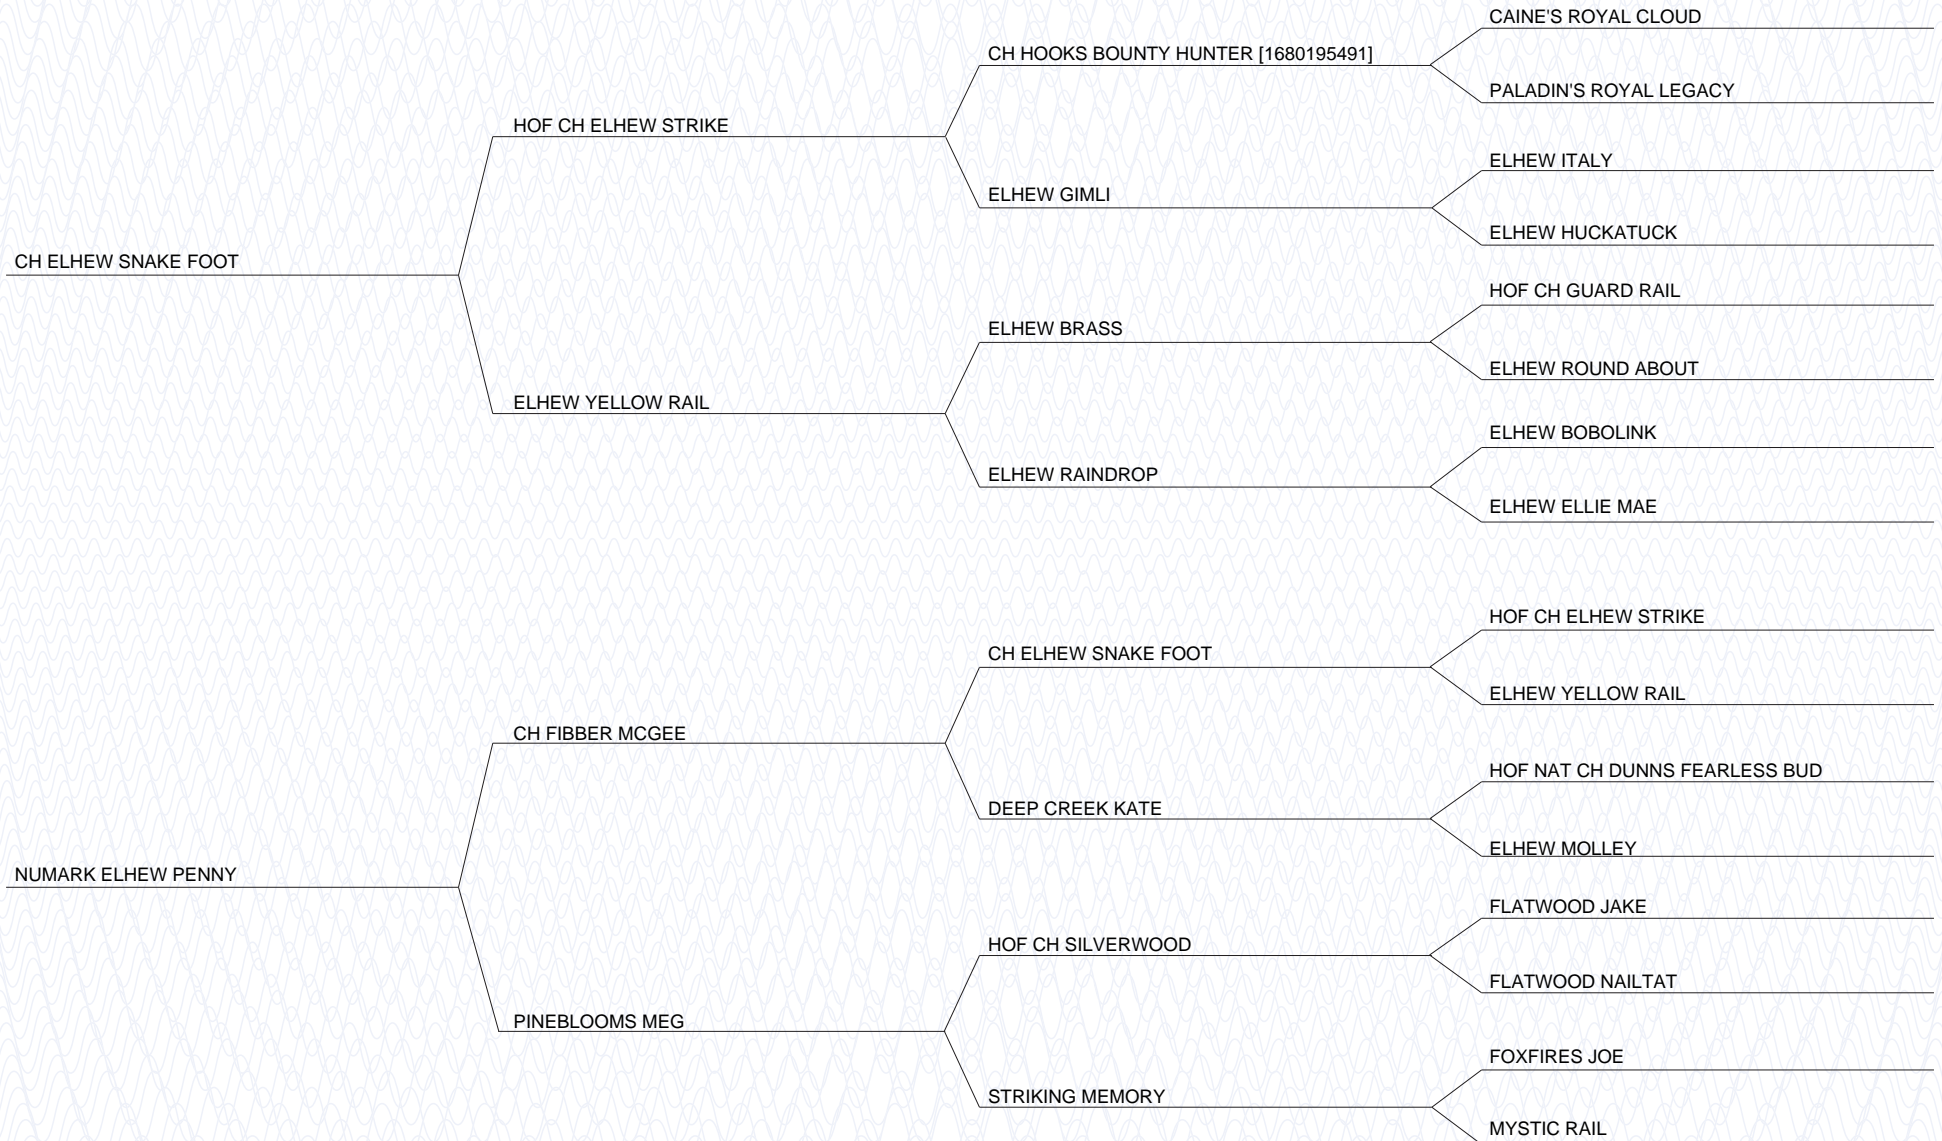 CAINE'S ROYAL CLOUD
CH HOOKS BOUNTY HUNTER [1680195491]
PALADIN'S ROYAL LEGACY
HOF CH ELHEW STRIKE
ELHEW ITALY
ELHEW GIMLI
ELHEW HUCKATUCK
CH ELHEW SNAKE FOOT
HOF CH GUARD RAIL
ELHEW BRASS
ELHEW ROUND ABOUT
ELHEW YELLOW RAIL
ELHEW BOBOLINK
ELHEW RAINDROP
ELHEW ELLIE MAE
HOF CH ELHEW STRIKE
CH ELHEW SNAKE FOOT
ELHEW YELLOW RAIL
CH FIBBER MCGEE
HOF NAT CH DUNNS FEARLESS BUD
DEEP CREEK KATE
ELHEW MOLLEY
NUMARK ELHEW PENNY
FLATWOOD JAKE
HOF CH SILVERWOOD
FLATWOOD NAILTAT
PINEBLOOMS MEG
FOXFIRES JOE
STRIKING MEMORY
MYSTIC RAIL